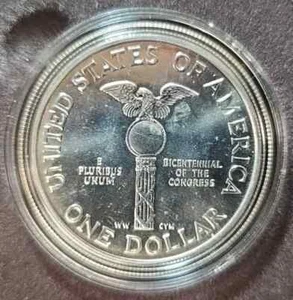 UNITED STATES OF AMERICA
E
PLURIBUS
UNUM
BICENTENNIAL
OF THE
CONGRESS
WW CYM
ONE DOLLAR